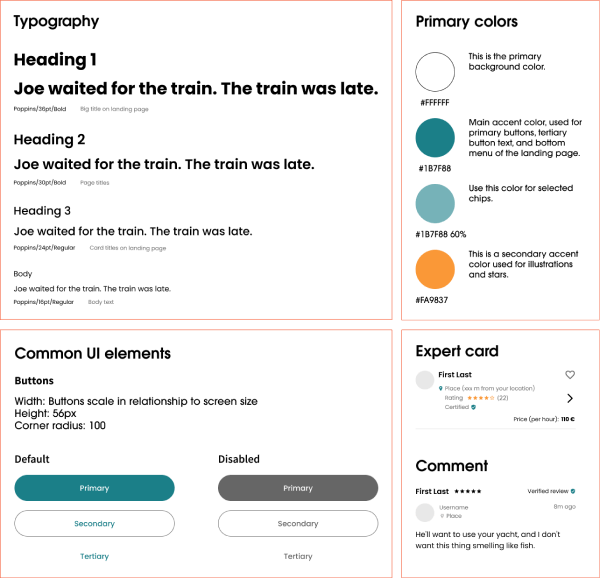 Typography
Heading 1
Joe waited for the train. The train was late.
Poppins/36pt/Bold Big title on landing page
Heading 2
Joe waited for the train. The train was late.
Poppins/30pt/Bold Page titles
Heading 3
Joe waited for the train. The train was late.
Poppins/24pt/Regular Card titles on landing page
Body
Joe waited for the train. The train was late.
Poppins/16pt/Regular Body text
Primary colors
This is the primary
background color.
#FFFFFF
Main accent color, used for
primary buttons, tertiary
button text, and bottom
menu of the landing page.
#1B7F88
Use this color for selected
chips.
#1B7F88 60%
This is a secondary accent
color used for illustrations
and stars.
#FA9837
Common UI elements
Buttons
Width: Buttons scale in relationship to screen size
Height: 56px
Corner radius: 100
Default Disabled
Primary Primary
Secondary Secondary
Tertiary Tertiary
Expert card
First Last
Place (xxx m from your location)
Rating ★★★★☆ (22)
Certified
Price (per hour): 110 €
Comment
First Last ★★★★★ Verified review
Username 8m ago
Place
He'll want to use your yacht, and I don't
want this thing smelling like fish.